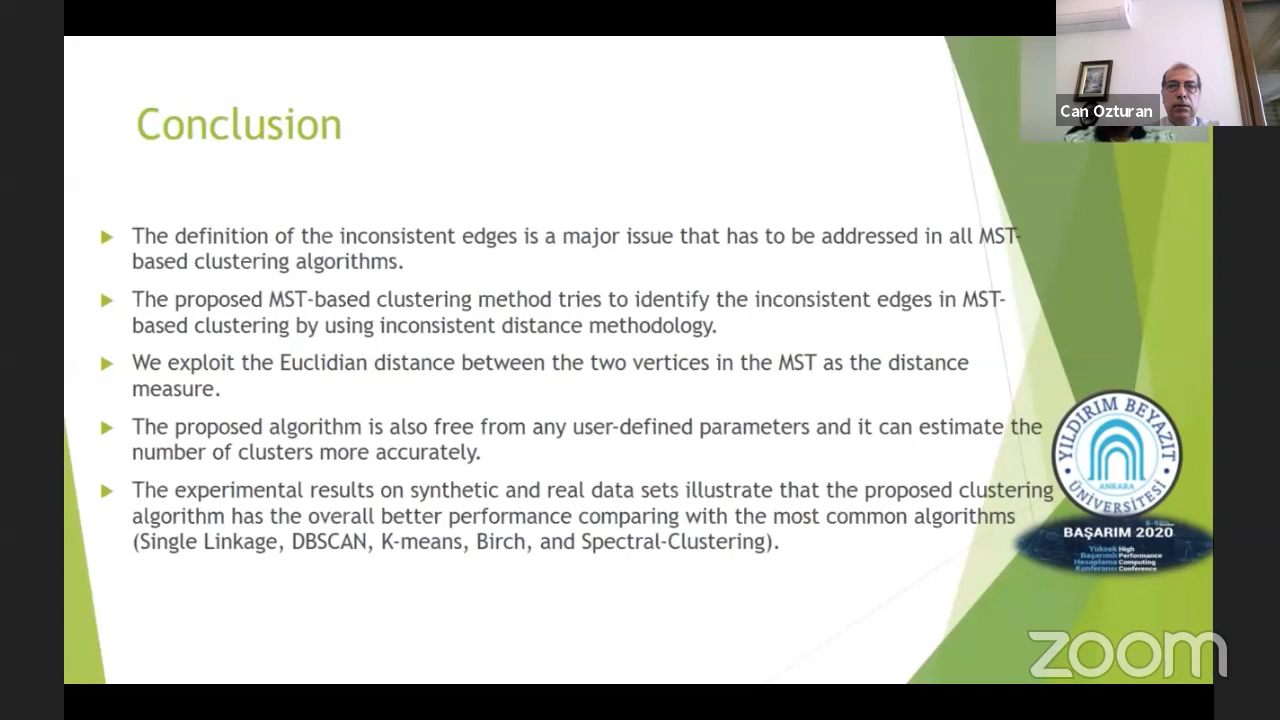 Can Ozturan
Conclusion
The definition of the inconsistent edges is a major issue that has to be addressed in all MST-
based clustering algorithms.
The proposed MST-based clustering method tries to identify the inconsistent edges in MST-
based clustering by using inconsistent distance methodology.
We exploit the Euclidian distance between the two vertices in the MST as the distance
measure.
The proposed algorithm is also free from any user-defined parameters and it can estimate the
number of clusters more accurately.
The experimental results on synthetic and real data sets illustrate that the proposed clustering
algorithm has the overall better performance comparing with the most common algorithms
(Single Linkage, DBSCAN, K-means, Birch, and Spectral-Clustering).
YILDIRIM BEYAZIT
ANKARA
ÜNİVERSİTESİ
BAŞARIM 2020
Yüksek High
Başarımlı Performance
Hesaplama Computing
Konferansı Conference
zoom